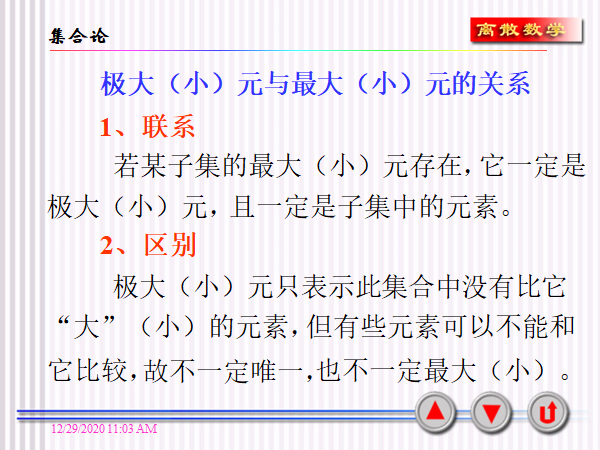 集合论
离散数学
极大（小）元与最大（小）元的关系
1、联系
若某子集的最大（小）元存在，它一定是
极大（小）元，且一定是子集中的元素。
2、区别
极大（小）元只表示此集合中没有比它
“大”（小）的元素，但有些元素可以不能和
它比较，故不一定唯一，也不一定最大（小）。
12/29/2020 11:03 AM